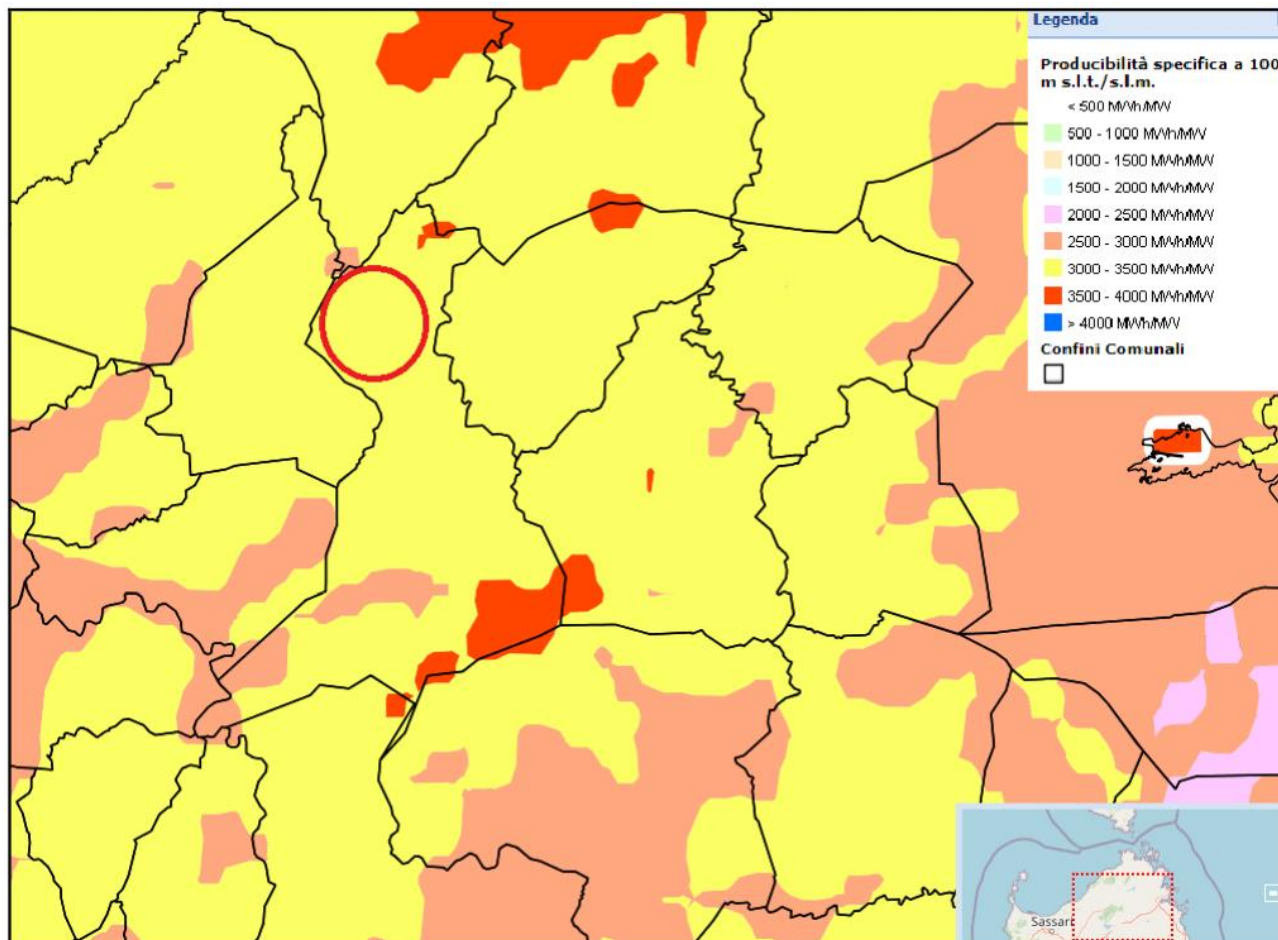 Legenda
Producibilità specifica a 100
m s.l.t./s.l.m.
< 500 MWh/MW
500 - 1000 MWh/MW
1000 - 1500 MWh/MW
1500 - 2000 MWh/MW
2000 - 2500 MWh/MW
2500 - 3000 MWh/MW
3000 - 3500 MWh/MW
3500 - 4000 MWh/MW
> 4000 MWh/MW
Confini Comunali
Sassari